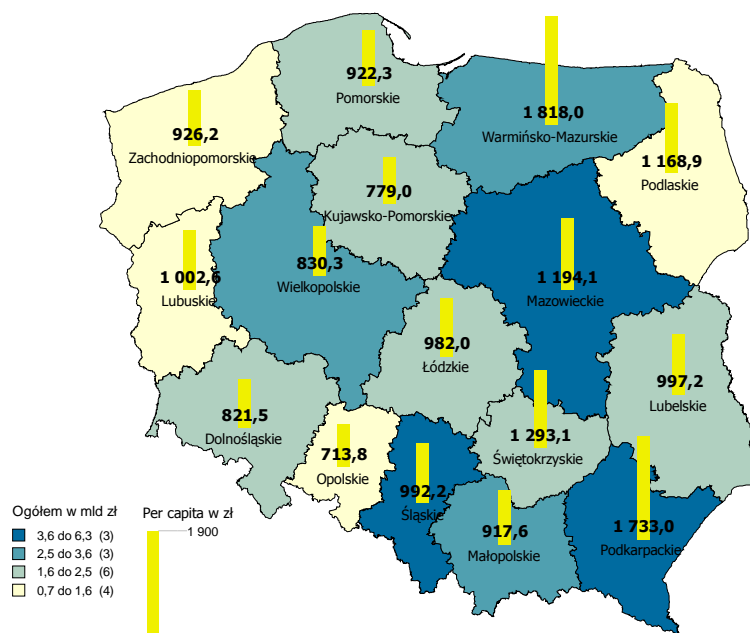 922,3
Pomorskie
1 818,0
Warmińsko-Mazurskie
926,2
Zachodniopomorskie
1 168,9
Podlaskie
779,0
Kujawsko-Pomorskie
1 002,6
Lubuskie
830,3
Wielkopolskie
1 194,1
Mazowieckie
982,0
Łódzkie
997,2
Lubelskie
821,5
Dolnośląskie
713,8
Opolskie
1 293,1
Świętokrzyskie
992,2
Śląskie
917,6
Małopolskie
1 733,0
Podkarpackie
Ogółem w mld zł
3,6 do 6,3 (3)
2,5 do 3,6 (3)
1,6 do 2,5 (6)
0,7 do 1,6 (4)
Per capita w zł
1 900